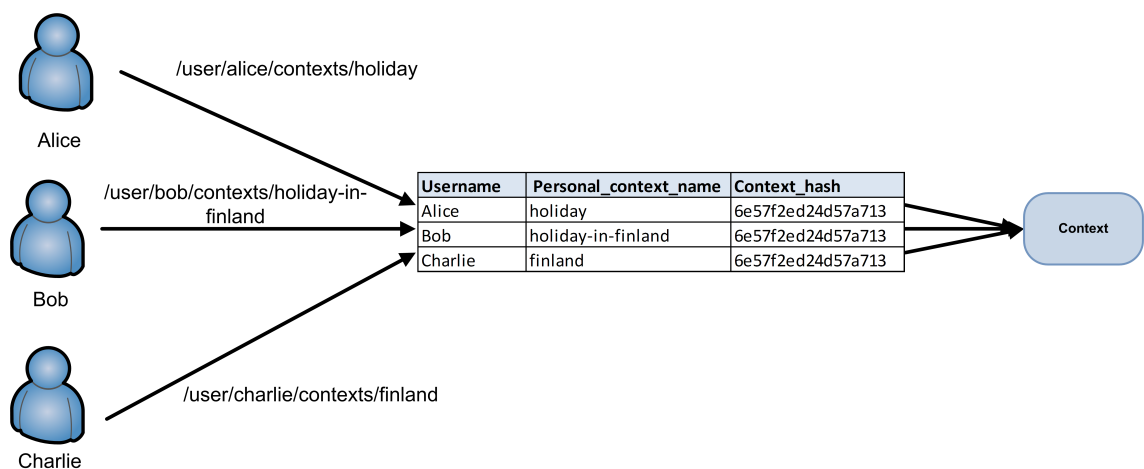 /user/alice/contexts/holiday
Alice
/user/bob/contexts/holiday-in-
finland
Bob
/user/charlie/contexts/finland
Charlie
Username Personal_context_name Context_hash
Alice holiday 6e57f2ed24d57a713
Bob holiday-in-finland 6e57f2ed24d57a713
Charlie finland 6e57f2ed24d57a713
Context